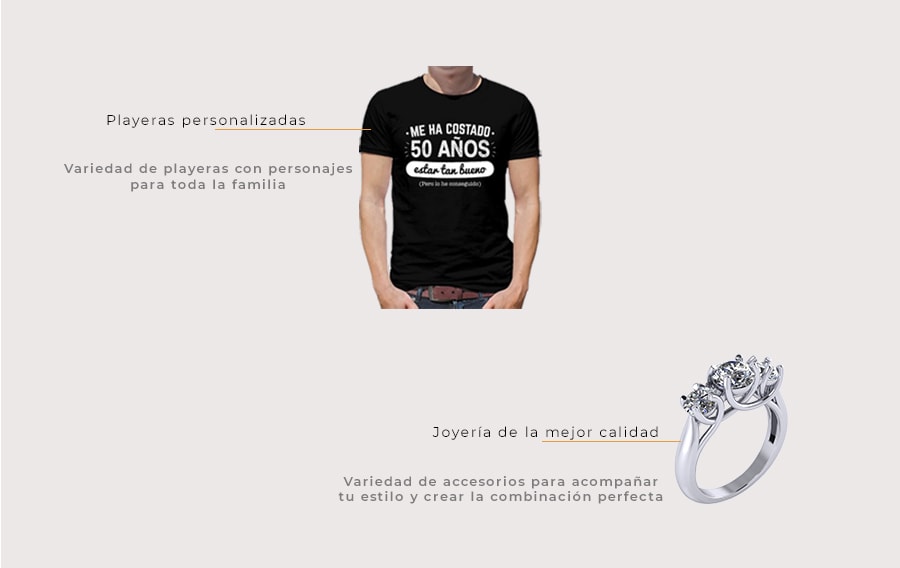 Playeras personalizadas
Variedad de playeras con personajes
para toda la familia
·ME HA COSTADO·
50 AÑOS
estar tan bueno
(Pero lo he conseguido)
Joyería de la mejor calidad
Variedad de accesorios para acompañar
tu estilo y crear la combinación perfecta